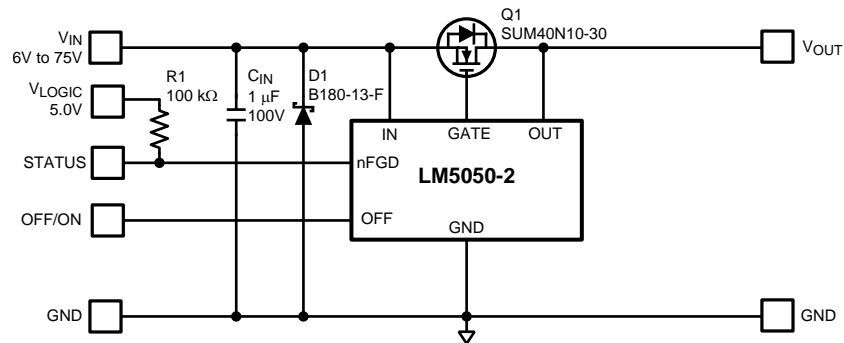 Q1
SUM40N10-30
VIN
6V to 75V
VOUT
VLOGIC
5.0V
R1
100 kΩ
CIN
1 μF
100V
D1
B180-13-F
IN
GATE
OUT
STATUS
nFGD
LM5050-2
OFF/ON
OFF
GND
GND
GND